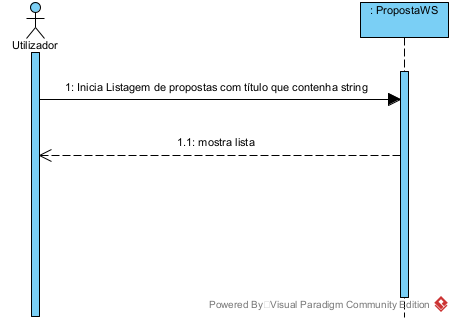 : PropostaWS
Utilizador
1: Inicia Listagem de propostas com título que contenha string
1.1: mostra lista
Powered By Visual Paradigm Community Edition